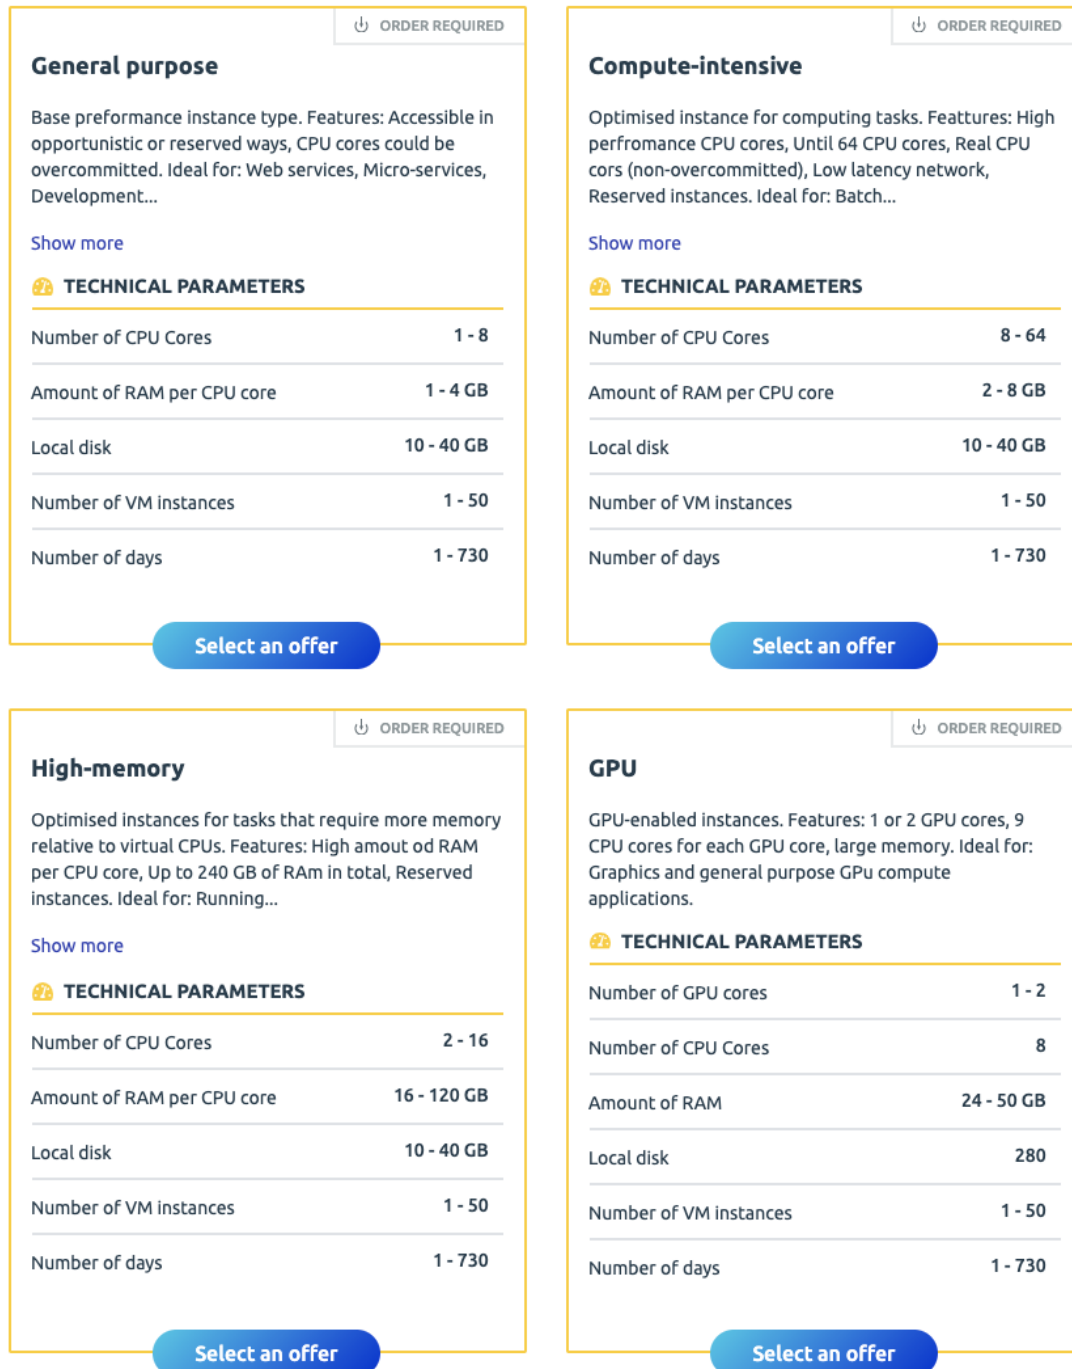 ORDER REQUIRED
General purpose
Base preformance instance type. Features: Accessible in
opportunistic or reserved ways, CPU cores could be
overcommitted. Ideal for: Web services, Micro-services,
Development...
Show more
TECHNICAL PARAMETERS
Number of CPU Cores 1 - 8
Amount of RAM per CPU core 1 - 4 GB
Local disk 10 - 40 GB
Number of VM instances 1 - 50
Number of days 1 - 730
Select an offer
ORDER REQUIRED
Compute-intensive
Optimised instance for computing tasks. Feattures: High
perfromance CPU cores, Until 64 CPU cores, Real CPU
cors (non-overcommitted), Low latency network,
Reserved instances. Ideal for: Batch...
Show more
TECHNICAL PARAMETERS
Number of CPU Cores 8 - 64
Amount of RAM per CPU core 2 - 8 GB
Local disk 10 - 40 GB
Number of VM instances 1 - 50
Number of days 1 - 730
Select an offer
ORDER REQUIRED
High-memory
Optimised instances for tasks that require more memory
relative to virtual CPUs. Features: High amout od RAM
per CPU core, Up to 240 GB of RAm in total, Reserved
instances. Ideal for: Running...
Show more
TECHNICAL PARAMETERS
Number of CPU Cores 2 - 16
Amount of RAM per CPU core 16 - 120 GB
Local disk 10 - 40 GB
Number of VM instances 1 - 50
Number of days 1 - 730
Select an offer
ORDER REQUIRED
GPU
GPU-enabled instances. Features: 1 or 2 GPU cores, 9
CPU cores for each GPU core, large memory. Ideal for:
Graphics and general purpose GPu compute
applications.
TECHNICAL PARAMETERS
Number of GPU cores 1 - 2
Number of CPU Cores 8
Amount of RAM 24 - 50 GB
Local disk 280
Number of VM instances 1 - 50
Number of days 1 - 730
Select an offer